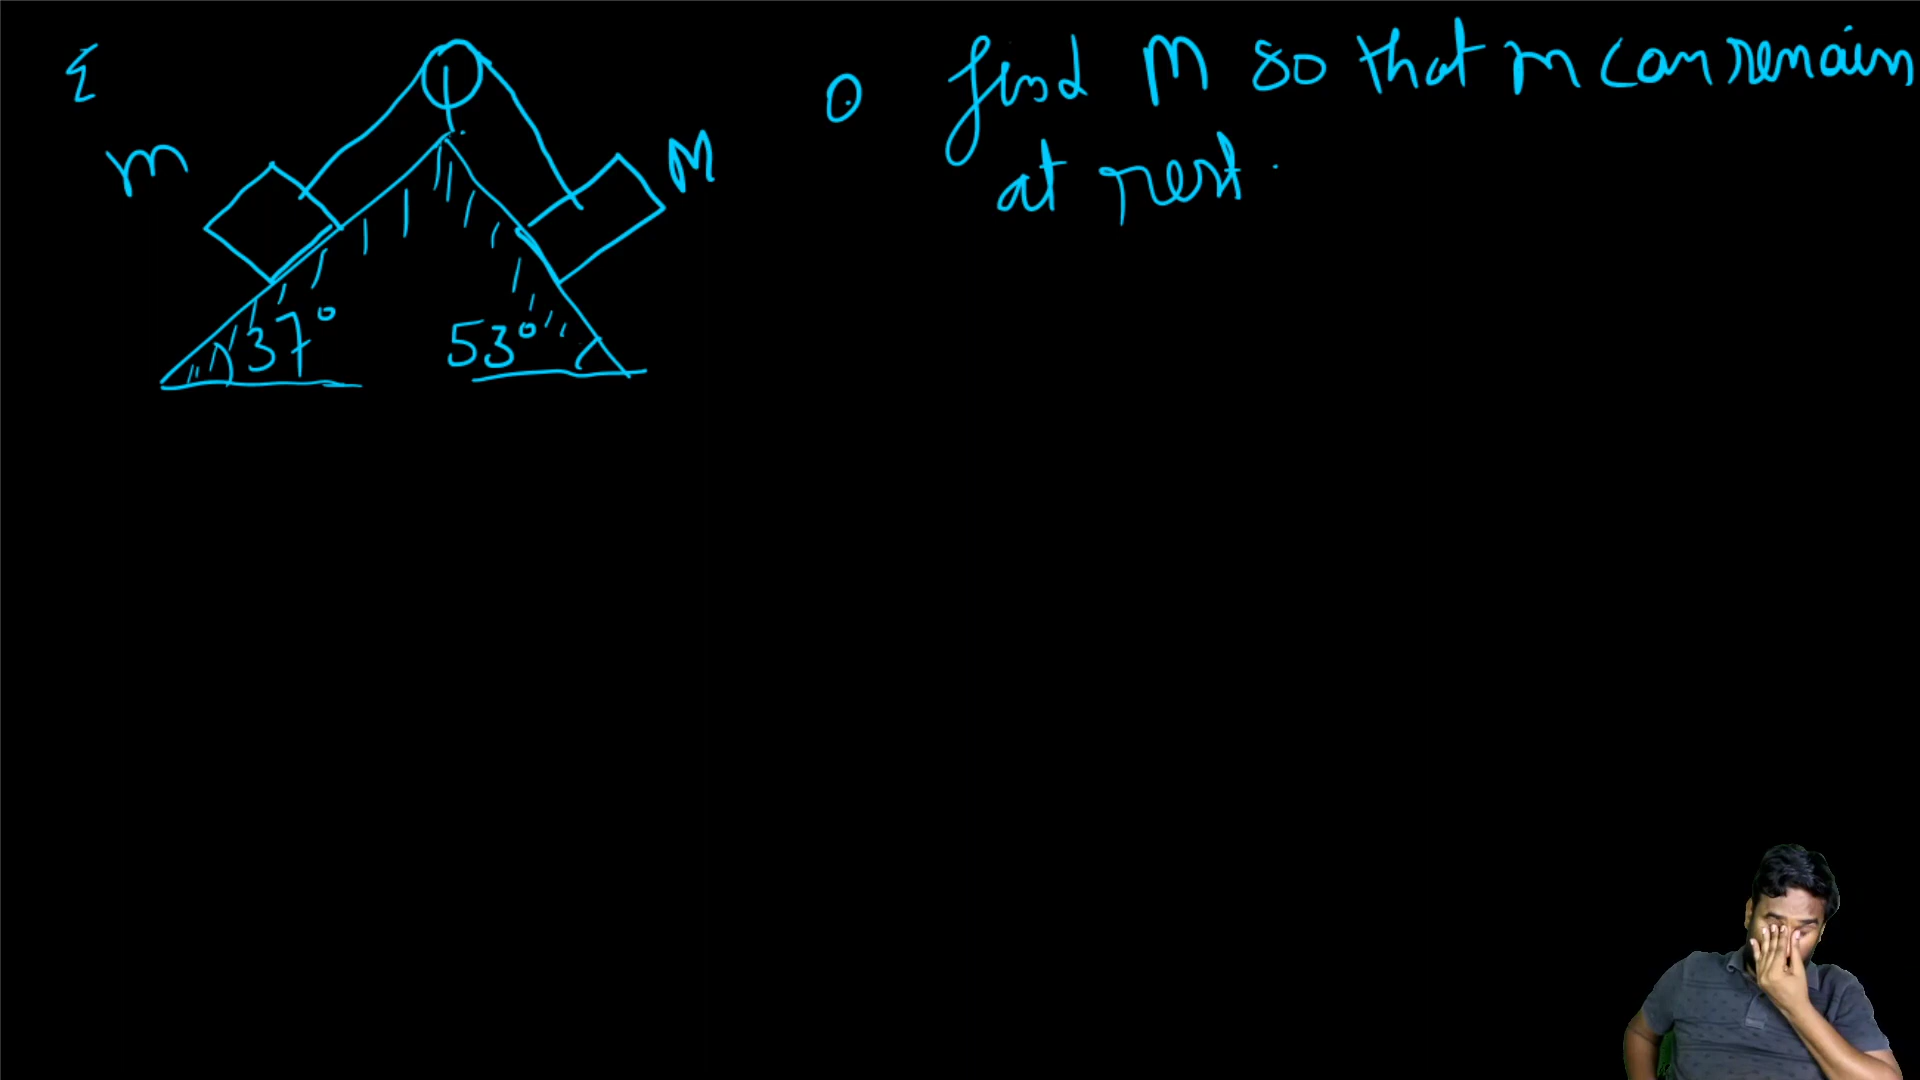 m
M
37°
53°
find M so that m can remain
at rest.